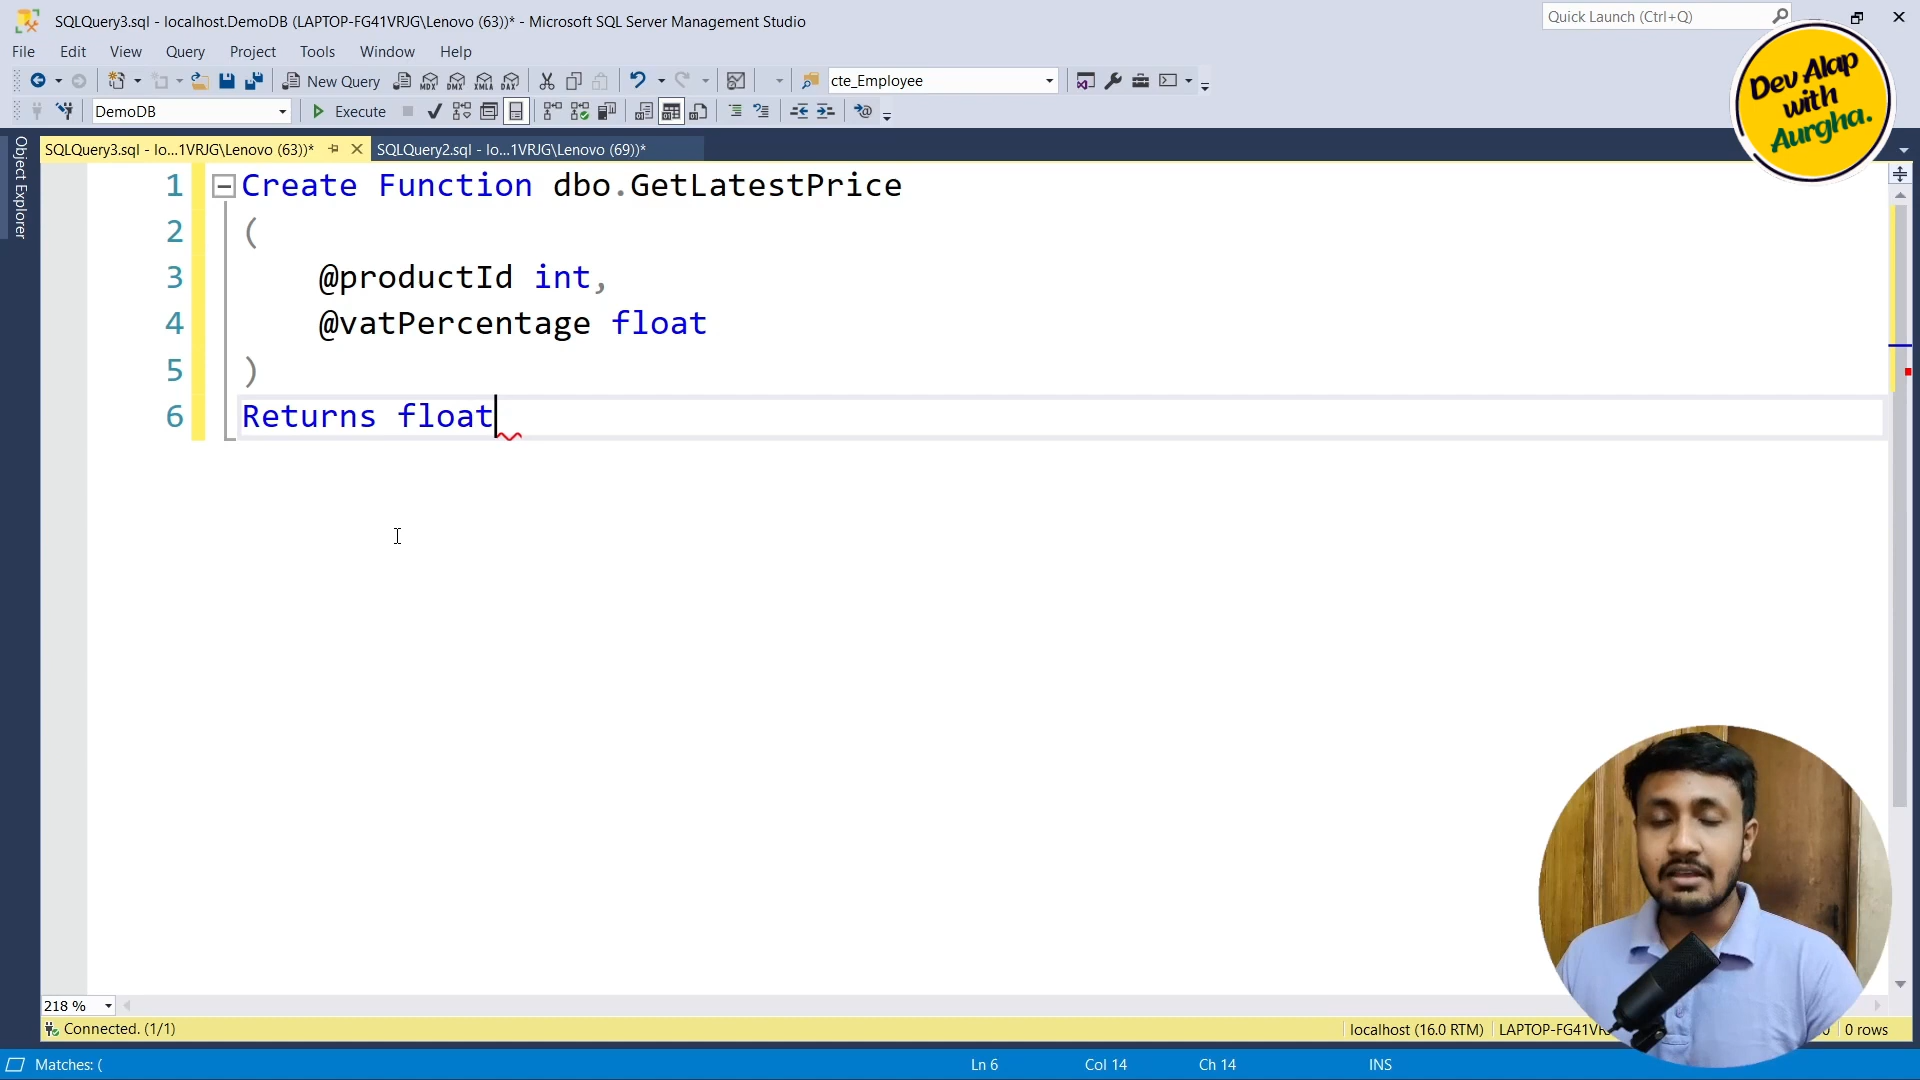 SQLQuery3.sql - localhost.DemoDB (LAPTOP-FG41VRJG\Lenovo (63))* - Microsoft SQL Server Management Studio
Quick Launch (Ctrl+Q)
File Edit View Query Project Tools Window Help
New Query
MDX
DMX
XMLA
DAX
cte_Employee
DemoDB
Execute
Dev Alap
with
Aurgha.
Object Explorer
SQLQuery3.sql - lo...1VRJG\Lenovo (63))*
SQLQuery2.sql - lo...1VRJG\Lenovo (69))*
1 Create Function dbo.GetLatestPrice
2 (
3 @productId int,
4 @vatPercentage float
5 )
6 Returns float
218 %
Connected. (1/1)
localhost (16.0 RTM)
0 rows
Matches: (
Ln 6
Col 14
Ch 14
INS